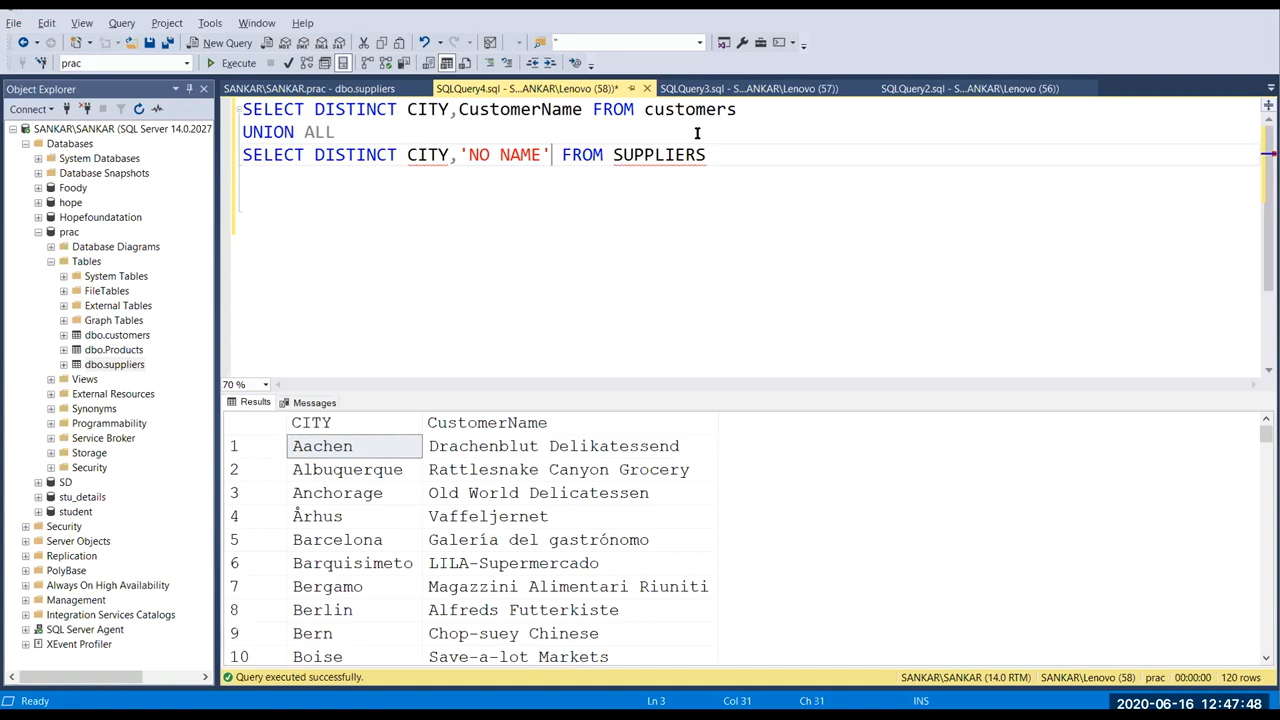 File Edit View Query Project Tools Window Help
New Query
prac Execute
Object Explorer
SANKAR\SANKAR.prac - dbo.suppliers SQLQuery4.sql - S...ANKAR\Lenovo (58))* SQLQuery3.sql - S...ANKAR\Lenovo (57)) SQLQuery2.sql - S...ANKAR\Lenovo (56))
Connect
SANKAR\SANKAR (SQL Server 14.0.2027
Databases
System Databases
Database Snapshots
Foody
hope
Hopefoundatation
prac
Database Diagrams
Tables
System Tables
FileTables
External Tables
Graph Tables
dbo.customers
dbo.Products
dbo.suppliers
Views
External Resources
Synonyms
Programmability
Service Broker
Storage
Security
SD
stu_details
student
Security
Server Objects
Replication
PolyBase
Always On High Availability
Management
Integration Services Catalogs
SQL Server Agent
XEvent Profiler
SELECT DISTINCT CITY,CustomerName FROM customers
UNION ALL
SELECT DISTINCT CITY,'NO NAME' FROM SUPPLIERS
70 %
Results Messages
CITY CustomerName
1 Aachen Drachenblut Delikatessend
2 Albuquerque Rattlesnake Canyon Grocery
3 Anchorage Old World Delicatessen
4 Århus Vaffeljernet
5 Barcelona Galería del gastrónomo
6 Barquisimeto LILA-Supermercado
7 Bergamo Magazzini Alimentari Riuniti
8 Berlin Alfreds Futterkiste
9 Bern Chop-suey Chinese
10 Boise Save-a-lot Markets
Query executed successfully. SANKAR\SANKAR (14.0 RTM) SANKAR\Lenovo (58) prac 00:00:00 120 rows
Ready Ln 3 Col 31 Ch 31 INS
2020-06-16 12:47:48